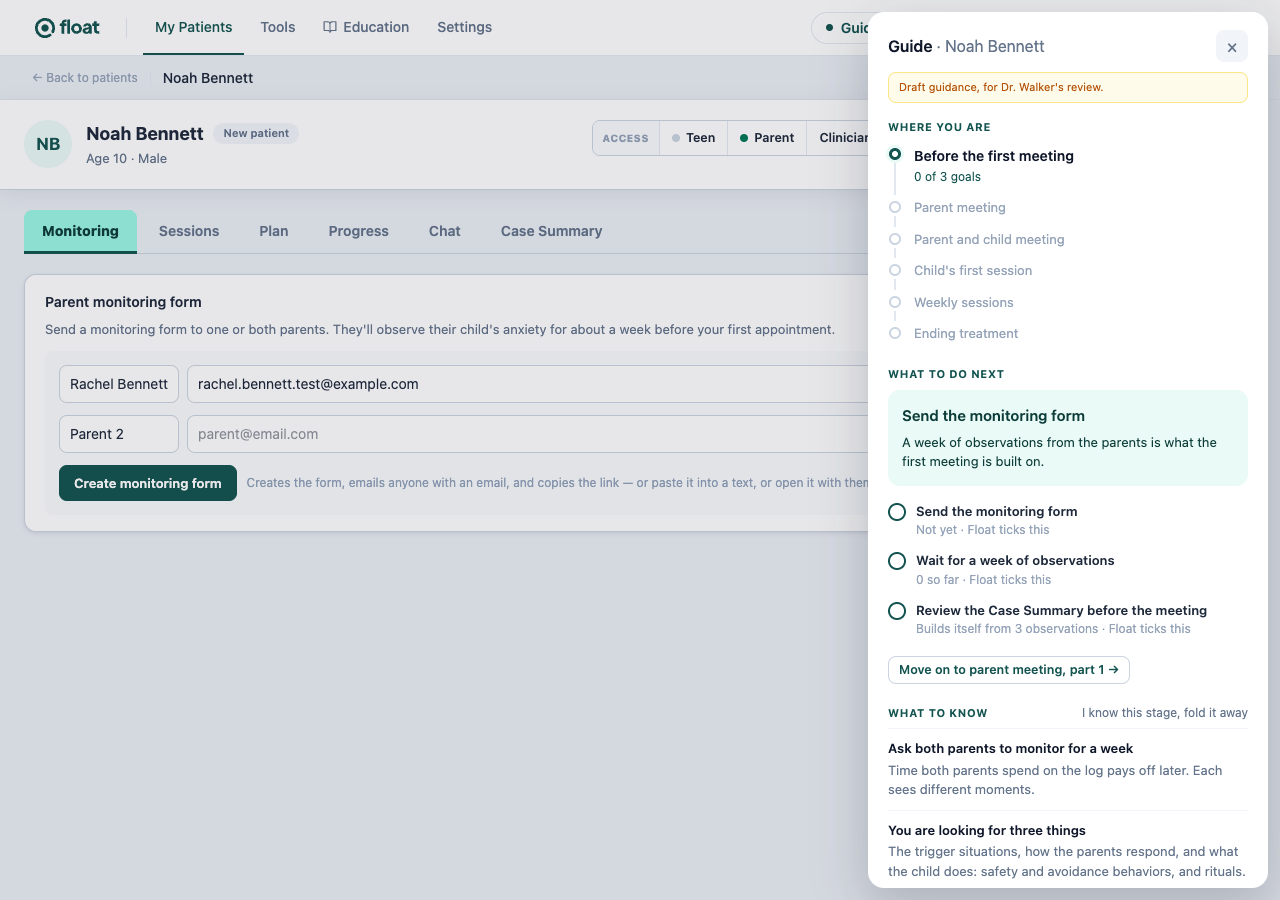 float
My Patients
Tools
Education
Settings
Guid
← Back to patients
Noah Bennett
NB
Noah Bennett
New patient
Age 10 · Male
ACCESS
Teen
Parent
Clinician
Monitoring
Sessions
Plan
Progress
Chat
Case Summary
Parent monitoring form
Send a monitoring form to one or both parents. They'll observe their child's anxiety for about a week before your first appointment.
Rachel Bennett
rachel.bennett.test@example.com
Parent 2
parent@email.com
Create monitoring form
Creates the form, emails anyone with an email, and copies the link — or paste it into a text, or open it with them
Guide · Noah Bennett
×
Draft guidance, for Dr. Walker's review.
WHERE YOU ARE
Before the first meeting
0 of 3 goals
Parent meeting
Parent and child meeting
Child's first session
Weekly sessions
Ending treatment
WHAT TO DO NEXT
Send the monitoring form
A week of observations from the parents is what the
first meeting is built on.
Send the monitoring form
Not yet · Float ticks this
Wait for a week of observations
0 so far · Float ticks this
Review the Case Summary before the meeting
Builds itself from 3 observations · Float ticks this
Move on to parent meeting, part 1 →
WHAT TO KNOW
I know this stage, fold it away
Ask both parents to monitor for a week
Time both parents spend on the log pays off later. Each
sees different moments.
You are looking for three things
The trigger situations, how the parents respond, and what
the child does: safety and avoidance behaviors, and rituals.